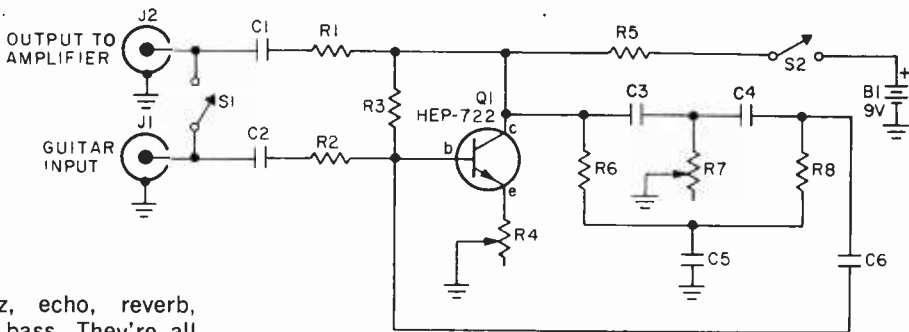 J2
OUTPUT TO
AMPLIFIER
C1
R1
R5
S2
+
B1
9V
S1
R3
Q1
HEP-722
C3
C4
J1
GUITAR
INPUT
C2
R2
b
c
e
R6
R7
R8
R4
C5
C6
z, echo, reverb,
bass. They're all